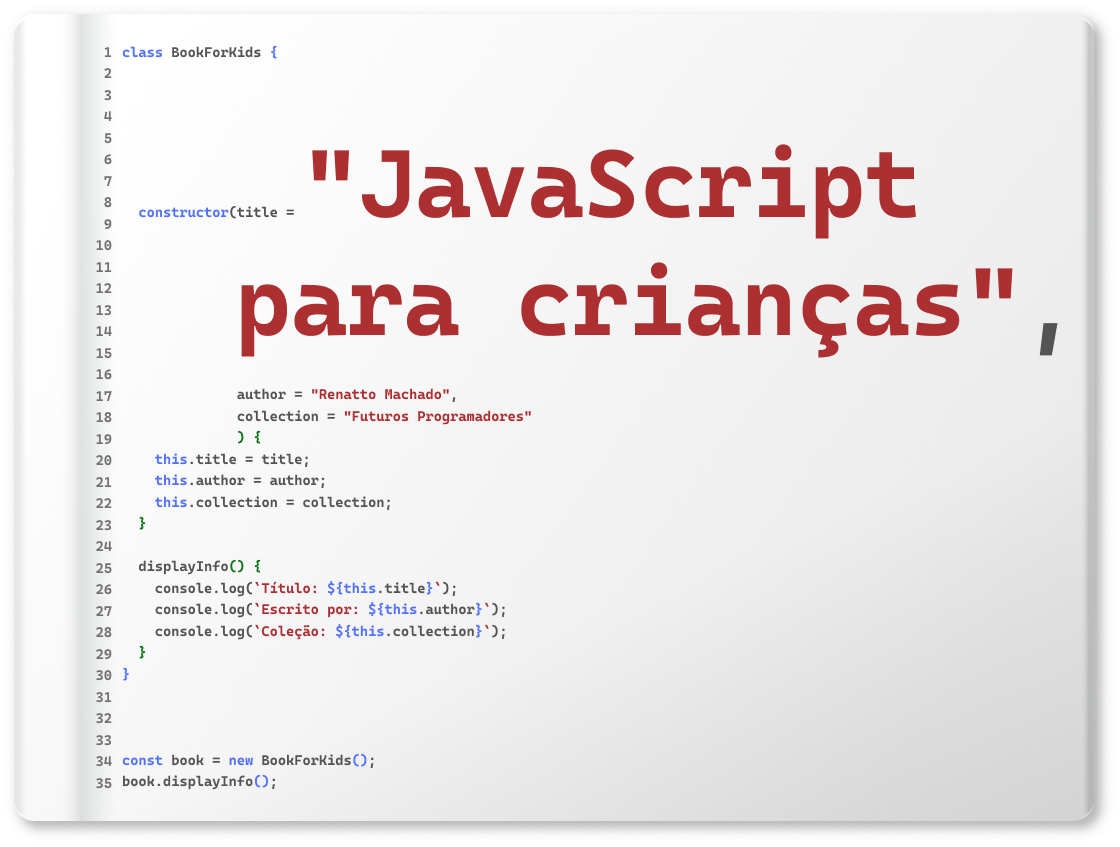 1 class BookForKids {
2
3
4
5
6
7 "JavaScript
8 constructor(title =
9
10
11
12 para crianças",
13
14
15
16
17 author = "Renatto Machado",
18 collection = "Futuros Programadores"
19 ) {
20 this.title = title;
21 this.author = author;
22 this.collection = collection;
23 }
24
25 displayInfo() {
26 console.log(`Título: ${this.title}`);
27 console.log(`Escrito por: ${this.author}`);
28 console.log(`Coleção: ${this.collection}`);
29 }
30 }
31
32
33
34 const book = new BookForKids();
35 book.displayInfo();